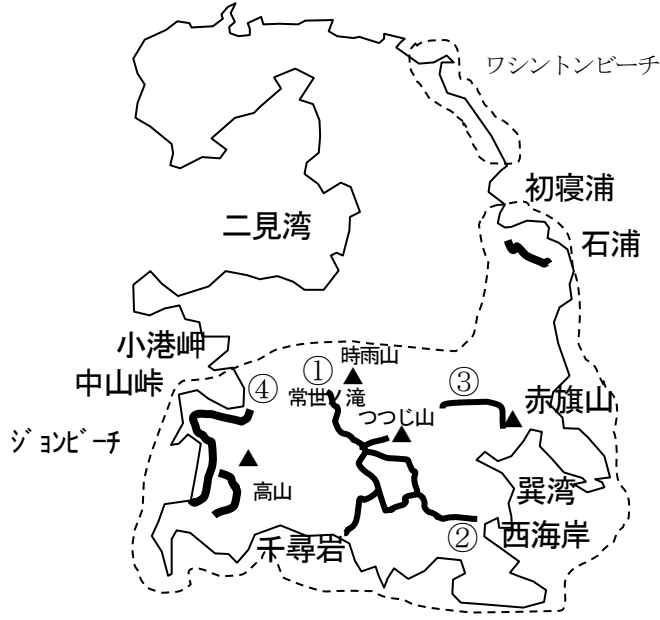 ワシントンビーチ
初寝浦
二見湾
石浦
小港岬
時雨山
中山峠
①
③
④
常世ノ滝
赤旗山
つつじ山
ジョンビーチ
高山
巽湾
千尋岩
②
西海岸